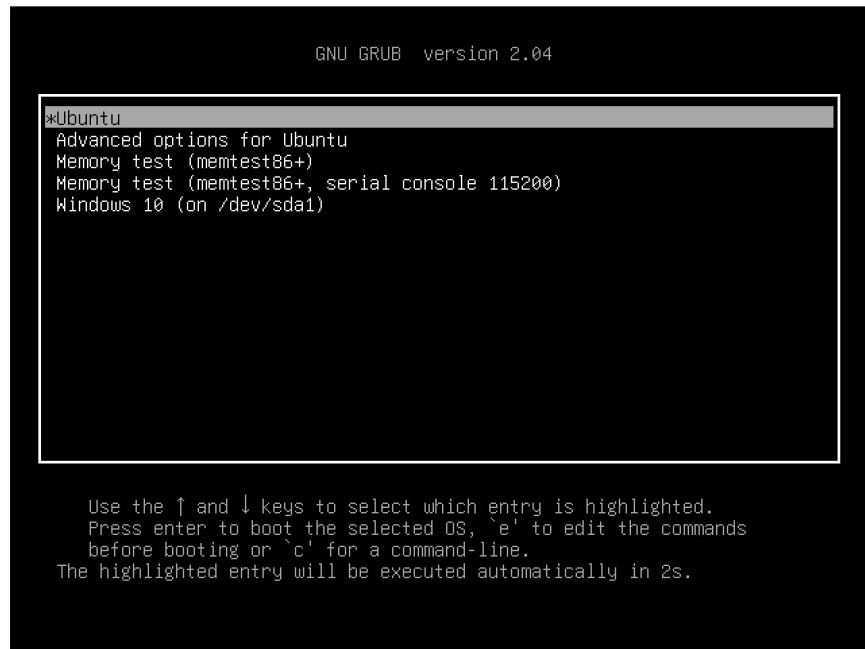 GNU GRUB version 2.04
*Ubuntu
Advanced options for Ubuntu
Memory test (memtest86+)
Memory test (memtest86+, serial console 115200)
Windows 10 (on /dev/sda1)
Use the ↑ and ↓ keys to select which entry is highlighted.
Press enter to boot the selected OS, `e' to edit the commands
before booting or `c' for a command-line.
The highlighted entry will be executed automatically in 2s.